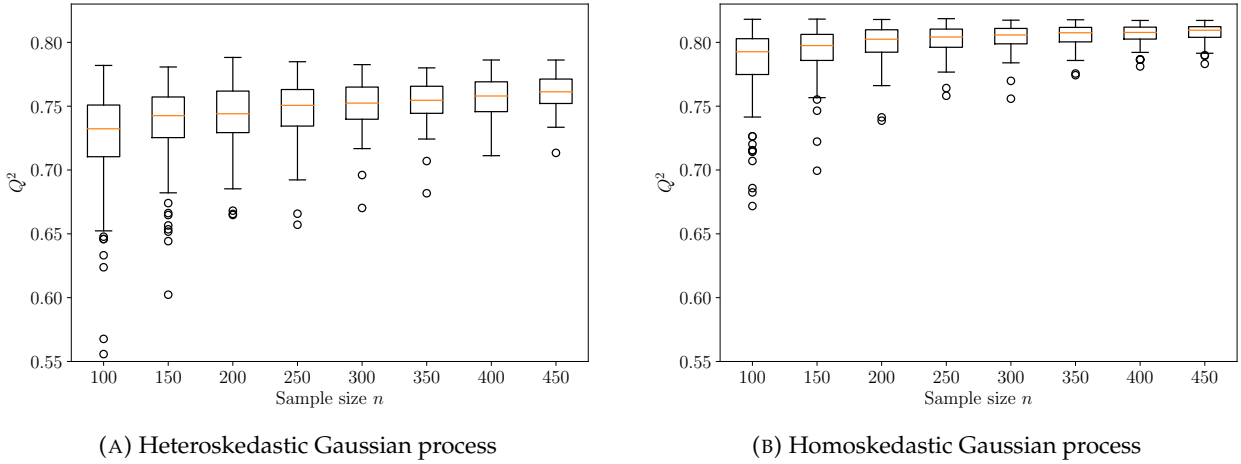 0.80
0.75
0.70
0.65
0.60
0.55
Q²
100 150 200 250 300 350 400 450
Sample size n
(A) Heteroskedastic Gaussian process
0.80
0.75
0.70
0.65
0.60
0.55
Q²
100 150 200 250 300 350 400 450
Sample size n
(B) Homoskedastic Gaussian process